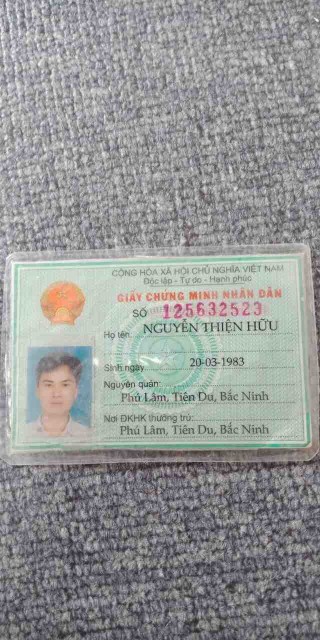 CỘNG HÒA XÃ HỘI CHỦ NGHĨA VIỆT NAM
Độc lập - Tự do - Hạnh phúc
GIẤY CHỨNG MINH NHÂN DÂN
SỐ 125632523
Họ tên: NGUYỄN THIỆN HỮU
Sinh ngày: 20-03-1983
Nguyên quán:
Phú Lâm, Tiên Du, Bắc Ninh
Nơi ĐKHK thường trú:
Phú Lâm, Tiên Du, Bắc Ninh